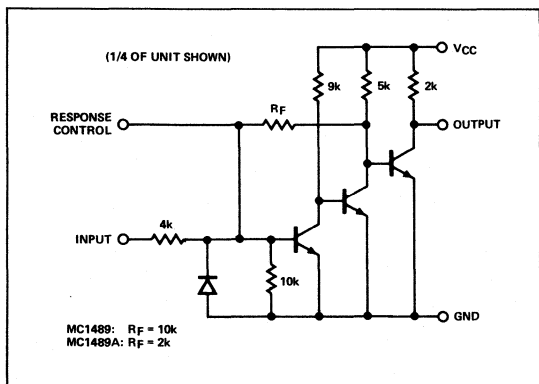 (1/4 OF UNIT SHOWN)
VCC
9k
5k
2k
RF
RESPONSE
CONTROL
OUTPUT
4k
INPUT
10k
GND
MC1489: RF = 10k
MC1489A: RF = 2k